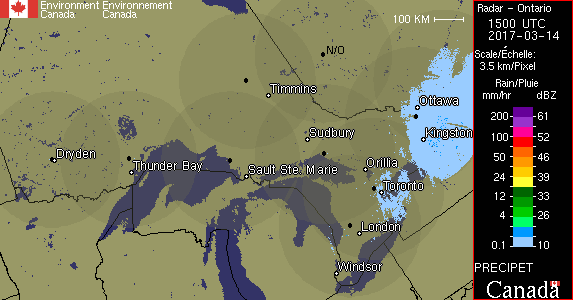 Environment Environnement
Canada Canada
100 KM
N/O
Timmins
Ottawa
Sudbury
Kingston
Dryden
Thunder Bay
Sault Ste. Marie
Orillia
Toronto
London
Windsor
Radar - Ontario
1500 UTC
2017-03-14
Scale/Échelle:
3.5 km/Pixel
Rain/Pluie
mm/hr dBZ
200 61
100 52
50 46
24 39
12 33
4 26
1 18
0.1 10
PRECIPET
Canada